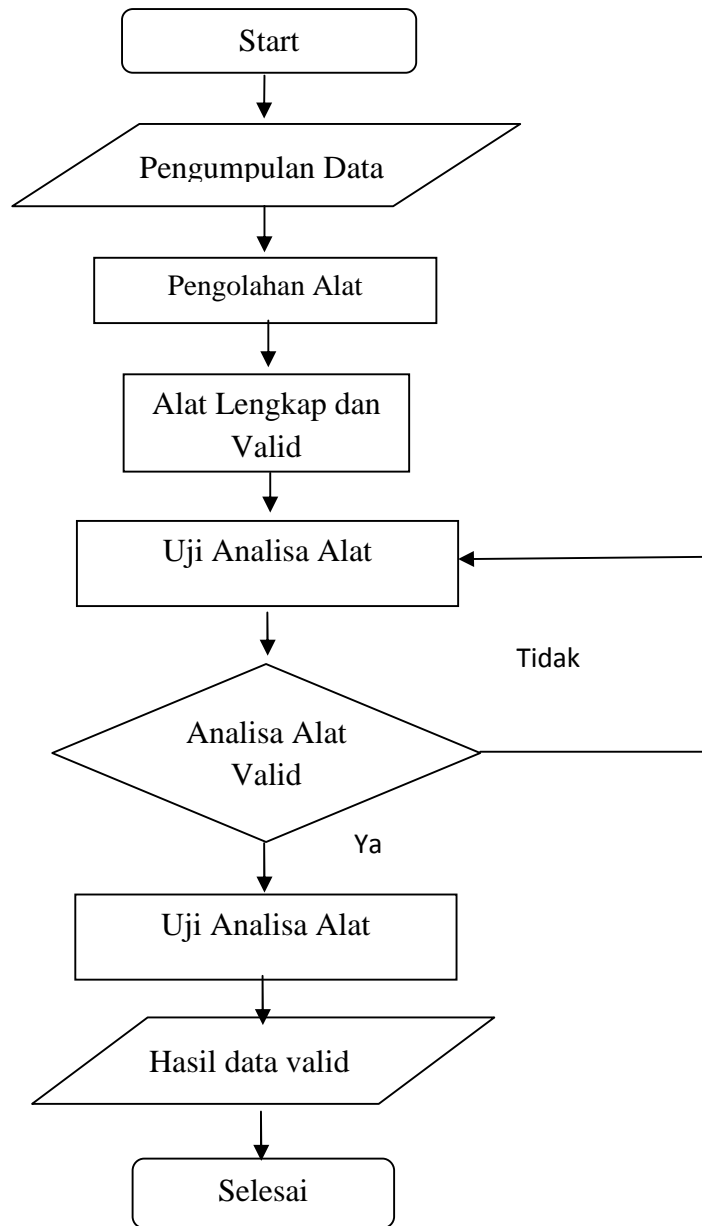 Start
Pengumpulan Data
Pengolahan Alat
Alat Lengkap dan
Valid
Uji Analisa Alat
Tidak
Analisa Alat
Valid
Ya
Uji Analisa Alat
Hasil data valid
Selesai